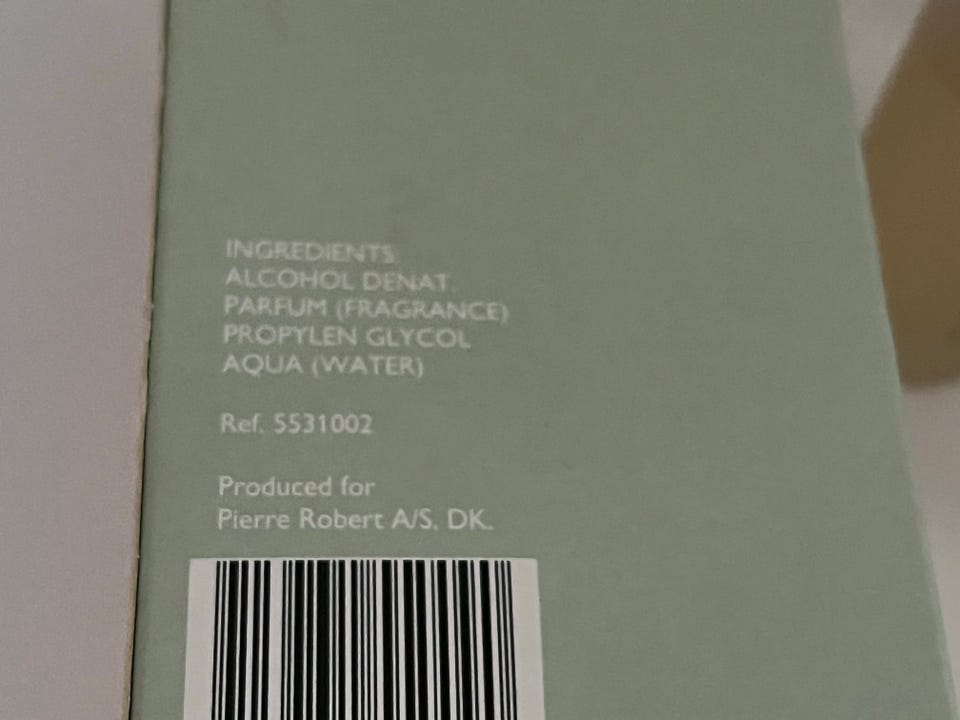 INGREDIENTS
ALCOHOL DENAT.
PARFUM (FRAGRANCE)
PROPYLEN GLYCOL
AQUA (WATER)
Ref. 5531002
Produced for
Pierre Robert A/S. DK.